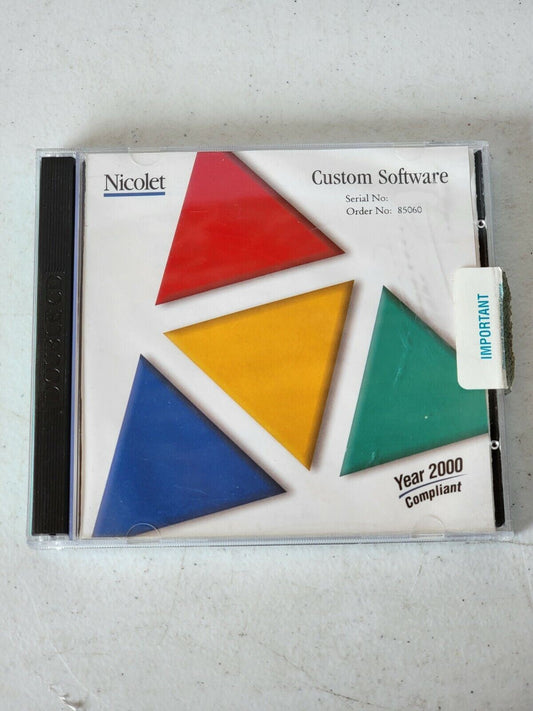 Nicolet
Custom Software
Serial No:
Order No: 85060
IMPORTANT
Year 2000
Compliant